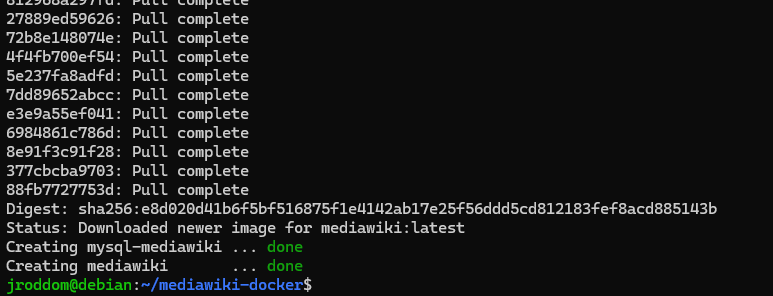 812968a297fd: Pull complete
27889ed59626: Pull complete
72b8e148074e: Pull complete
4f4fb700ef54: Pull complete
5e237fa8adfd: Pull complete
7dd89652abcc: Pull complete
e3e9a55ef041: Pull complete
6984861c786d: Pull complete
8e91f3c91f28: Pull complete
377cbcba9703: Pull complete
88fb7727753d: Pull complete
Digest: sha256:e8d020d41b6f5bf516875f1e4142ab17e25f56ddd5cd812183fef8acd885143b
Status: Downloaded newer image for mediawiki:latest
Creating mysql-mediawiki ... done
Creating mediawiki       ... done
jroddom@debian:~/mediawiki-docker$